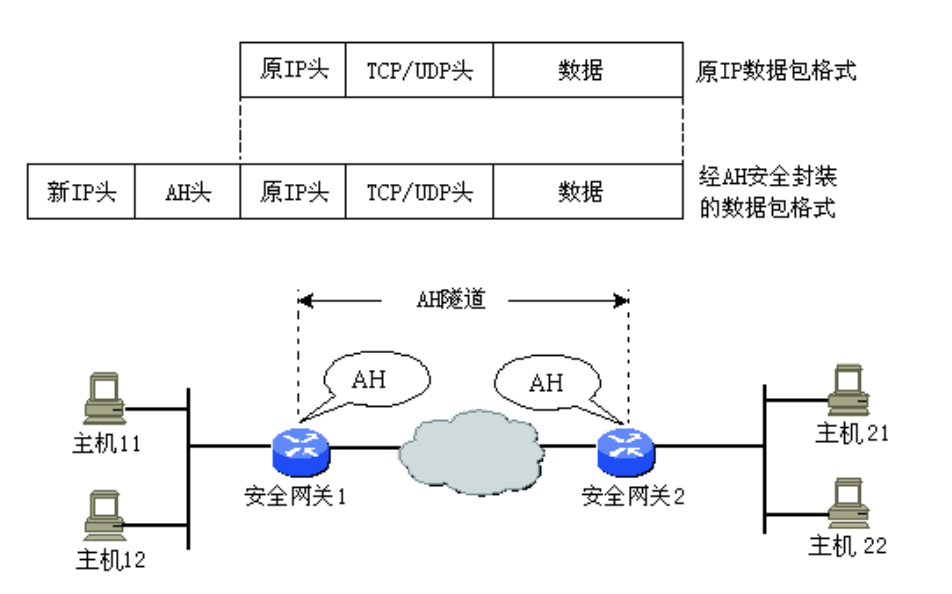 原IP头 TCP/UDP头 数据 原IP数据包格式
新IP头 AH头 原IP头 TCP/UDP头 数据 经AH安全封装
的数据包格式
AH隧道
AH AH
主机11 主机21
安全网关1 安全网关2
主机12 主机 22